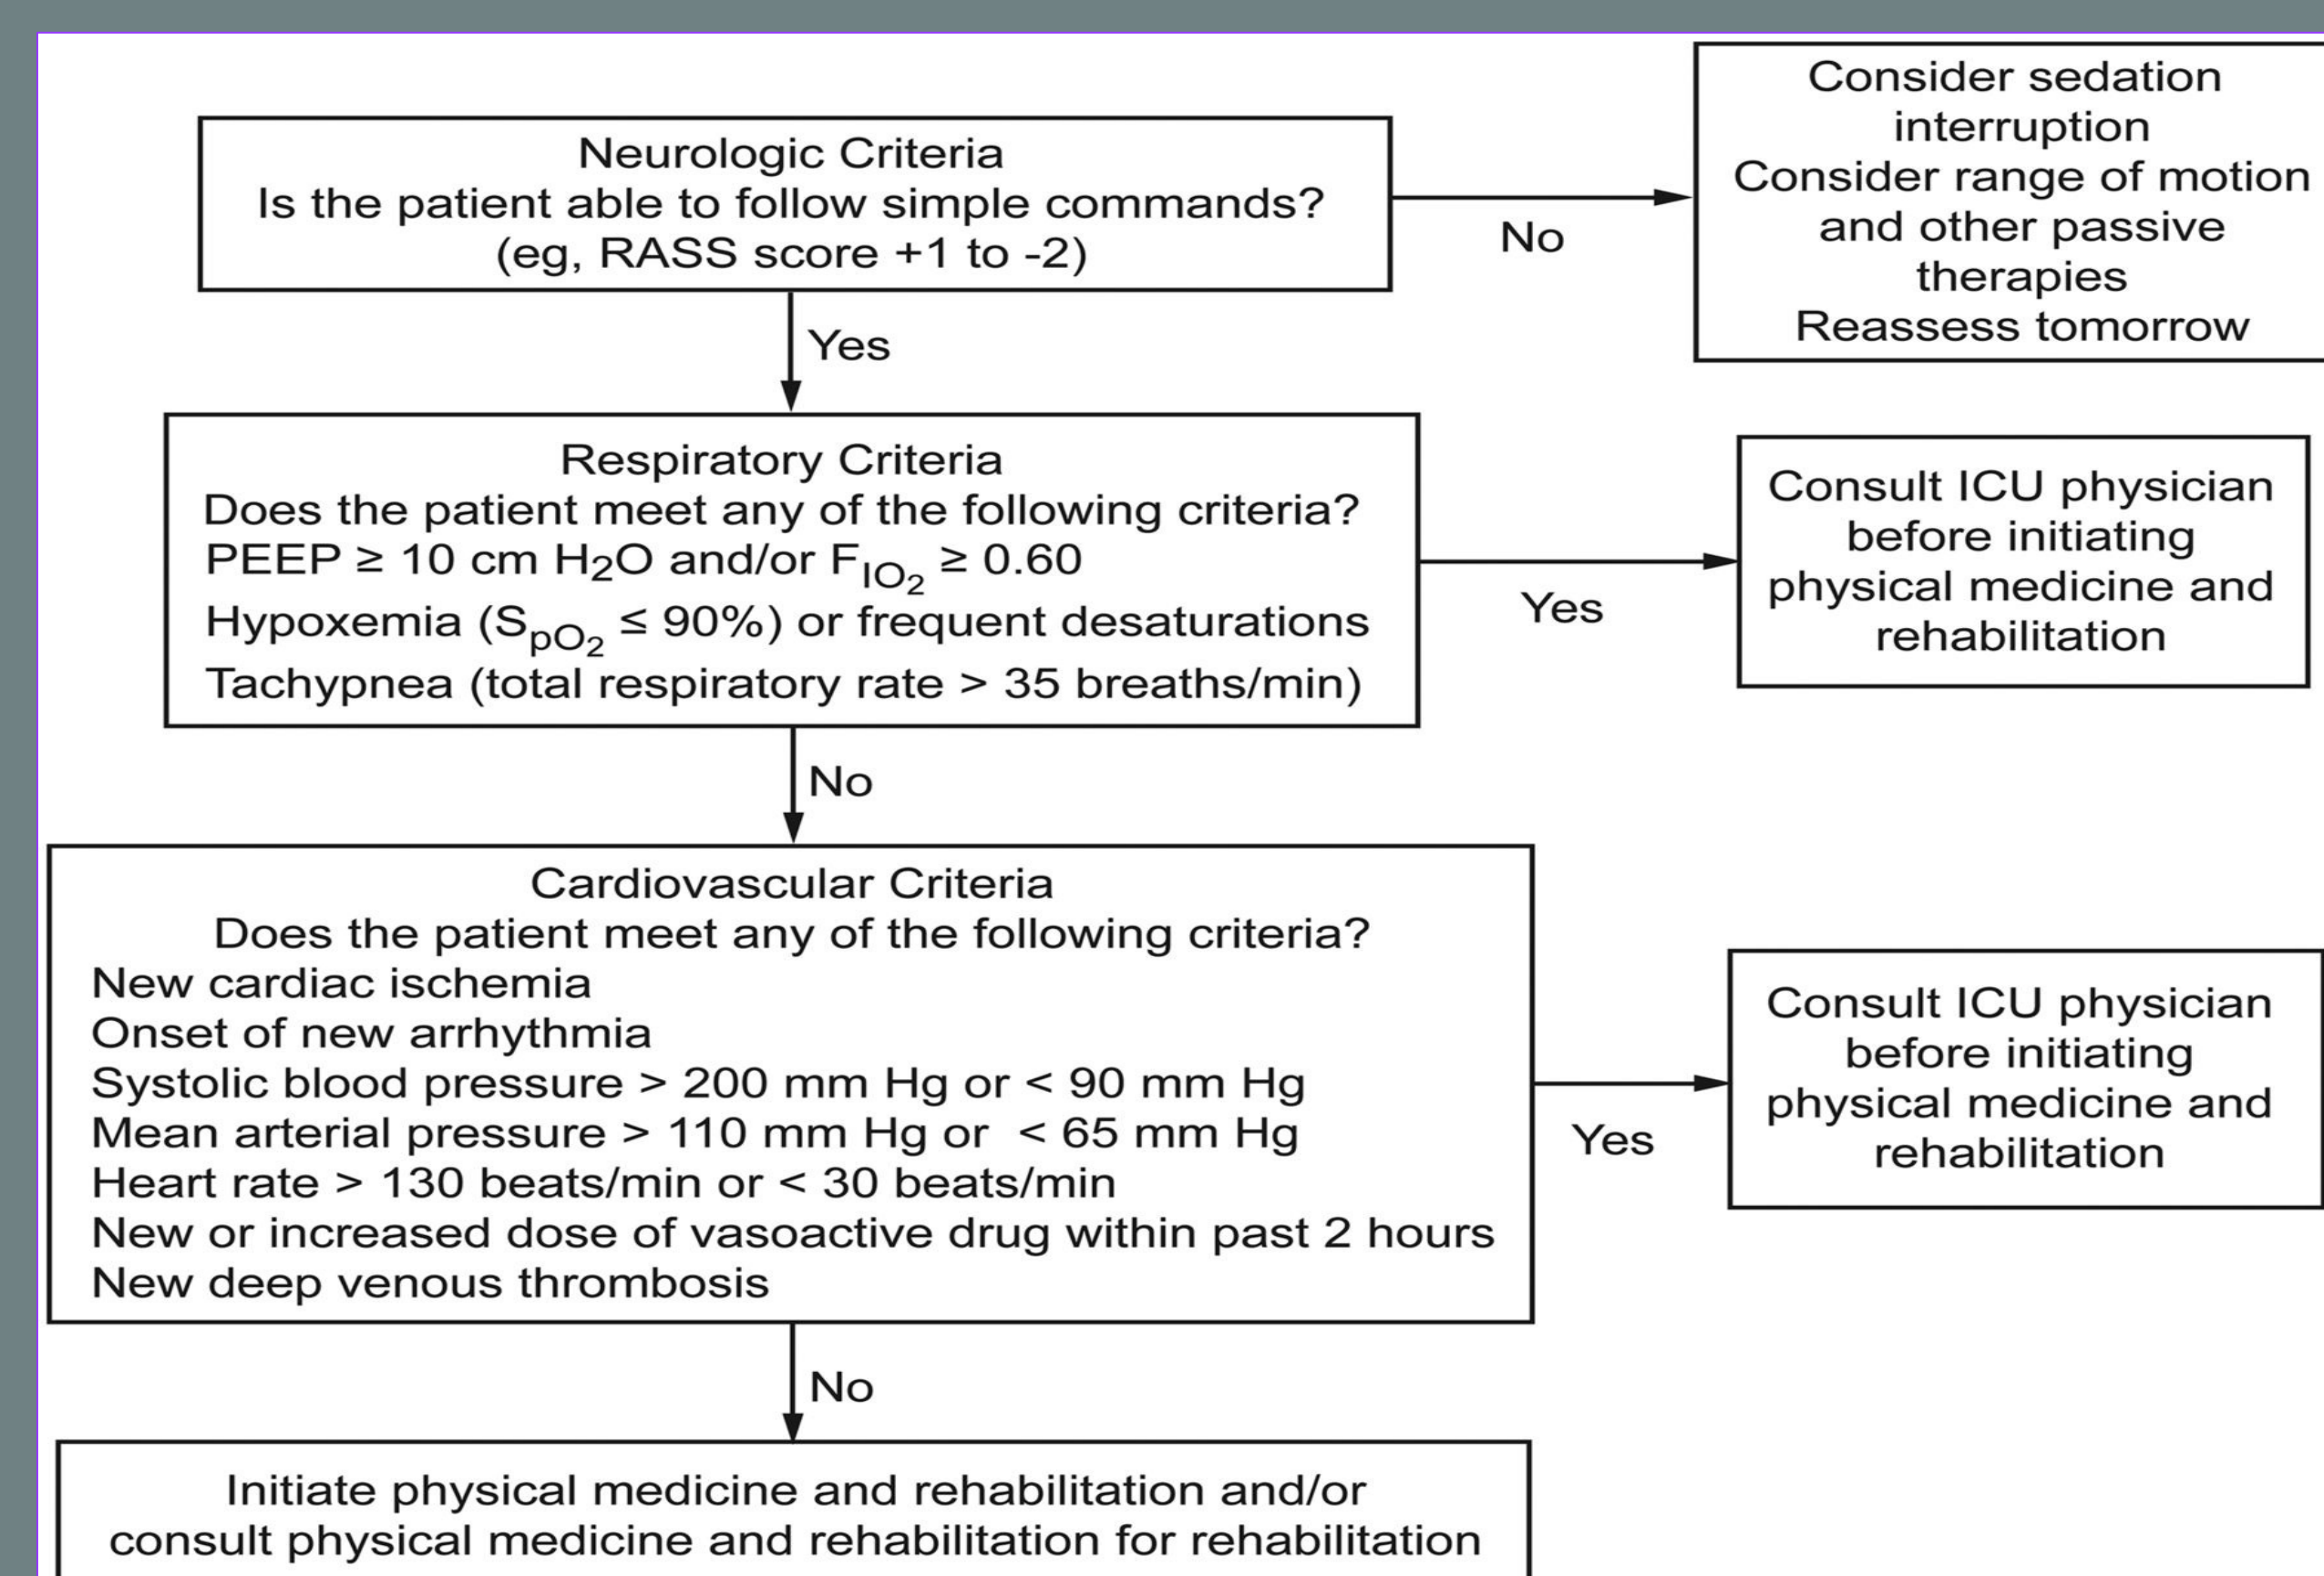 Neurologic Criteria
Is the patient able to follow simple commands?
(eg, RASS score +1 to -2)
No
Consider sedation
interruption
Consider range of motion
and other passive
therapies
Reassess tomorrow
Yes
Respiratory Criteria
Does the patient meet any of the following criteria?
PEEP ≥ 10 cm H₂O and/or FIO₂ ≥ 0.60
Hypoxemia (SpO₂ ≤ 90%) or frequent desaturations
Tachypnea (total respiratory rate > 35 breaths/min)
Yes
Consult ICU physician
before initiating
physical medicine and
rehabilitation
No
Cardiovascular Criteria
Does the patient meet any of the following criteria?
New cardiac ischemia
Onset of new arrhythmia
Systolic blood pressure > 200 mm Hg or < 90 mm Hg
Mean arterial pressure > 110 mm Hg or < 65 mm Hg
Heart rate > 130 beats/min or < 30 beats/min
New or increased dose of vasoactive drug within past 2 hours
New deep venous thrombosis
Yes
Consult ICU physician
before initiating
physical medicine and
rehabilitation
No
Initiate physical medicine and rehabilitation and/or
consult physical medicine and rehabilitation for rehabilitation